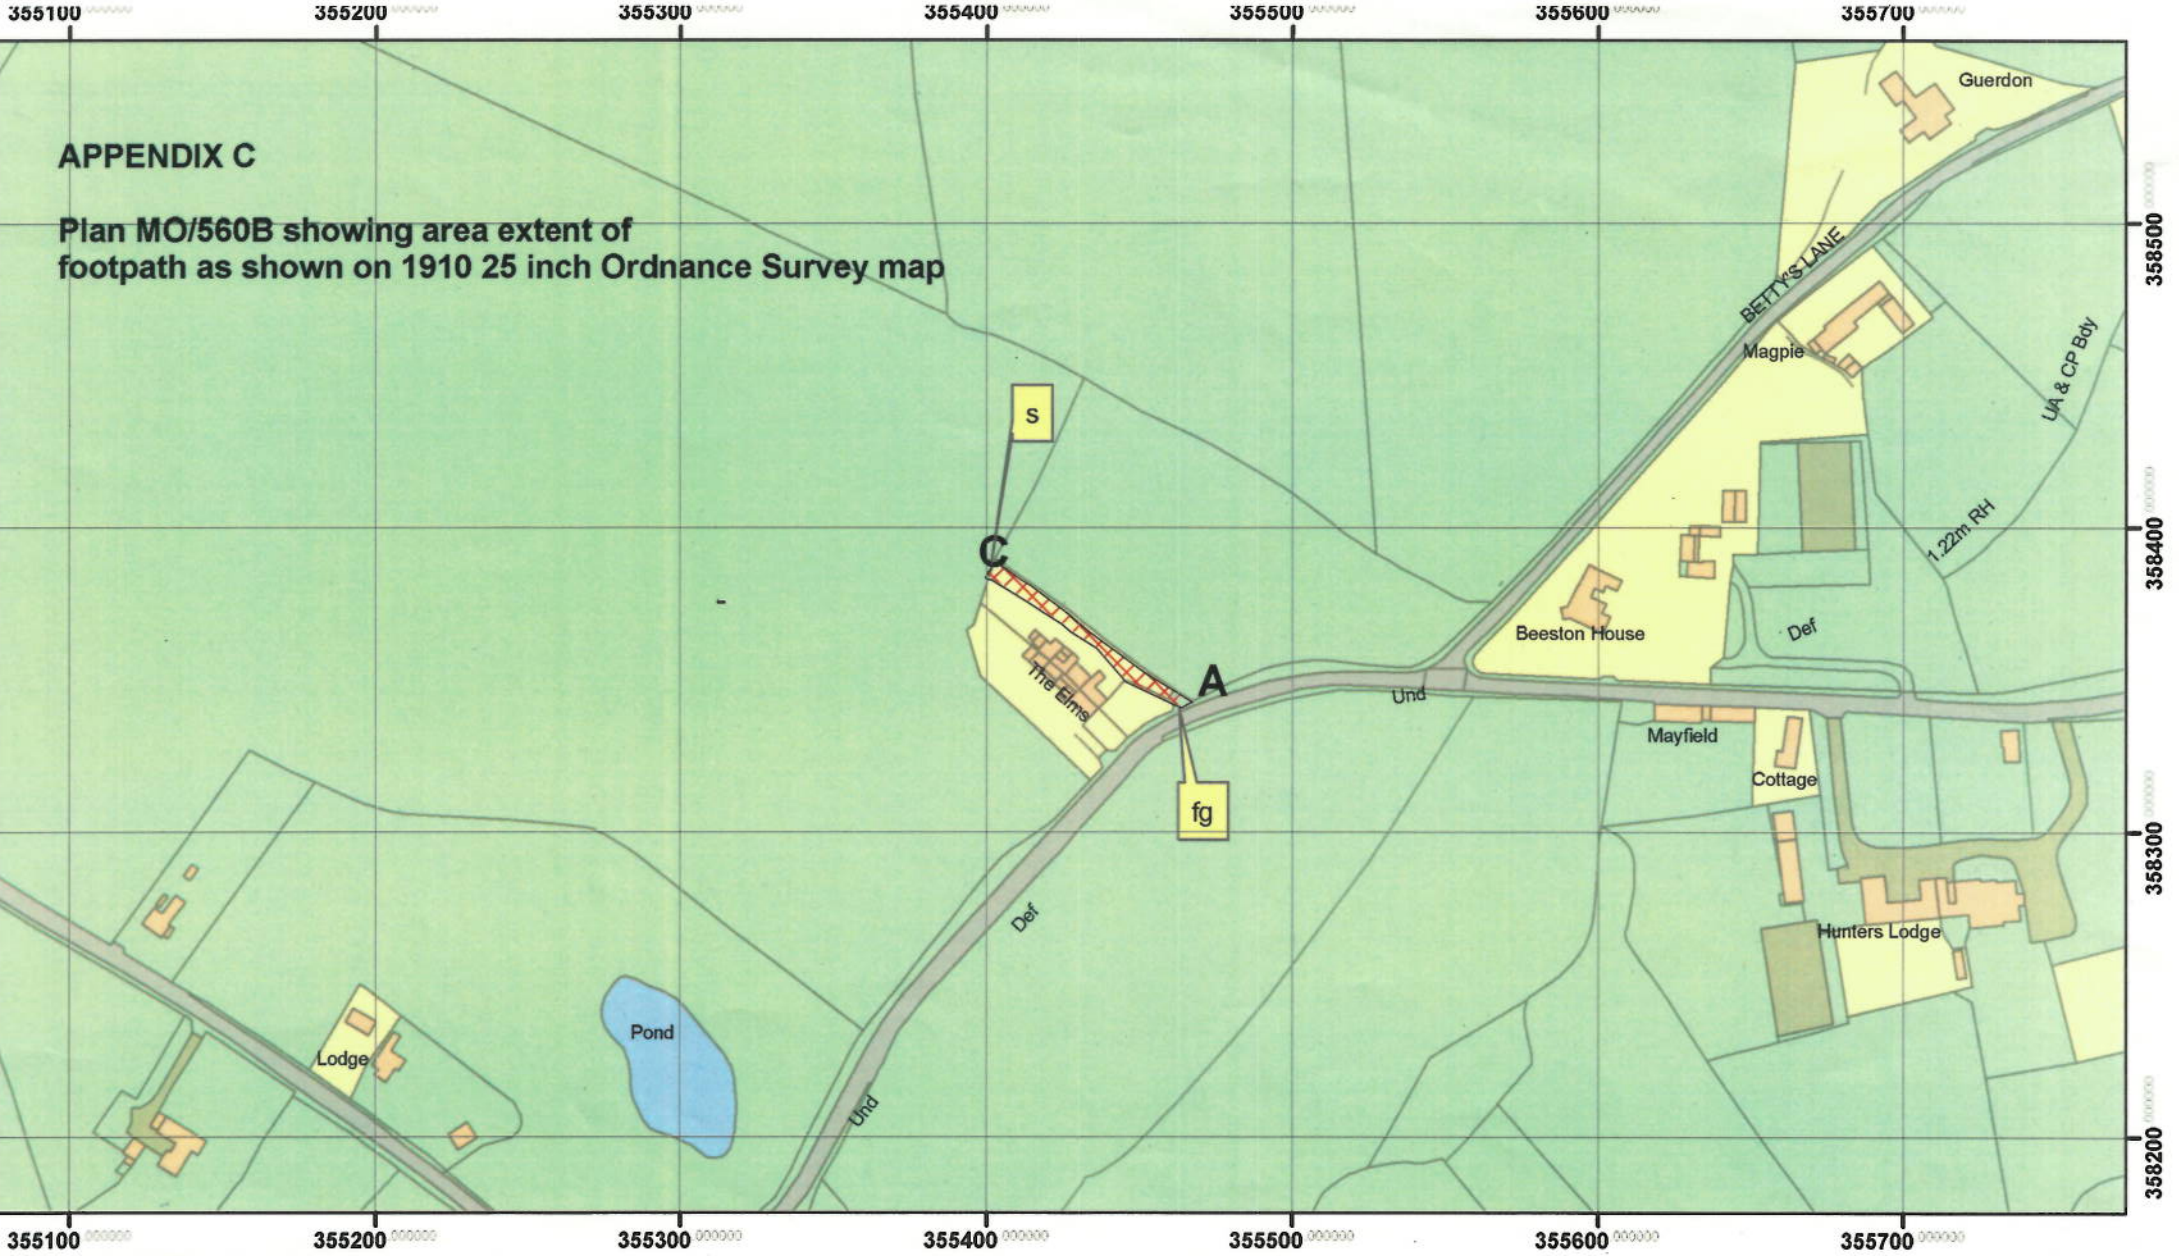 355100 355200 355300 355400 355500 355600 355700
Guerdon
APPENDIX C
Plan MO/560B showing area extent of
footpath as shown on 1910 25 inch Ordnance Survey map
358500
BETTY'S LANE
Magpie
UA & CP Bdy
s
358400
1.22m RH
C
Beeston House
Def
The Elms
A
Und
Mayfield
Cottage
fg
358300
Def
Hunters Lodge
Pond
Lodge
Und
358200
355100 355200 355300 355400 355500 355600 355700